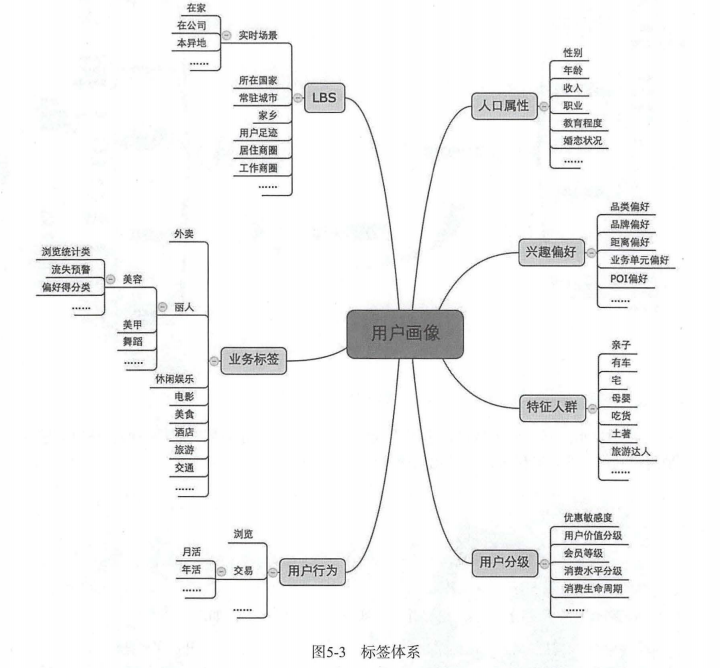 在家
在公司
本异地
......
实时场景
所在国家
常驻城市
家乡
用户足迹
居住商圈
工作商圈
......
LBS
外卖
浏览统计类
流失预警
偏好得分类
......
美容
美甲
舞蹈
......
丽人
休闲娱乐
电影
美食
酒店
旅游
交通
......
业务标签
浏览
月活
年活
......
交易
......
用户行为
用户画像
人口属性
性别
年龄
收入
职业
教育程度
婚恋状况
......
兴趣偏好
品类偏好
品牌偏好
距离偏好
业务单元偏好
POI偏好
......
特征人群
亲子
有车
宅
母婴
吃货
土著
旅游达人
......
用户分级
优惠敏感度
用户价值分级
会员等级
消费水平分级
消费生命周期
......
图5-3 标签体系